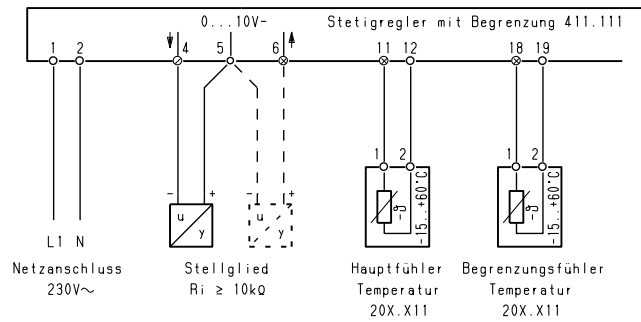 0...10V-
Stetigregler mit Begrenzung 411.111
1 2 4 5 6 11 12 18 19
1 2 1 2
- + - +
u y u y
-ϑ -15..+60°C
-ϑ -15..+60°C
L1 N
Netzanschluss
230V~
Stellglied
Ri ≥ 10kΩ
Hauptfühler
Temperatur
20X.X11
Begrenzungsfühler
Temperatur
20X.X11